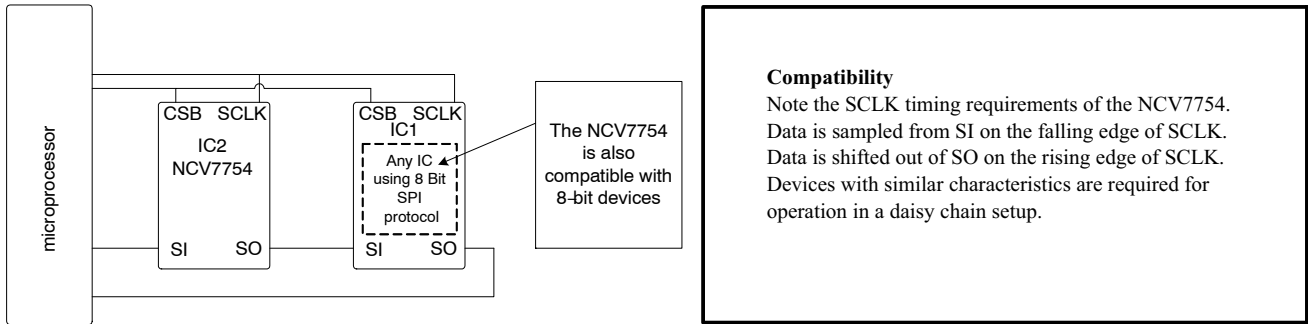 microprocessor
CSB SCLK
IC2
NCV7754
SI SO
CSB SCLK
IC1
Any IC
using 8 Bit
SPI
protocol
SI SO
The NCV7754
is also
compatible with
8-bit devices
Compatibility
Note the SCLK timing requirements of the NCV7754.
Data is sampled from SI on the falling edge of SCLK.
Data is shifted out of SO on the rising edge of SCLK.
Devices with similar characteristics are required for
operation in a daisy chain setup.